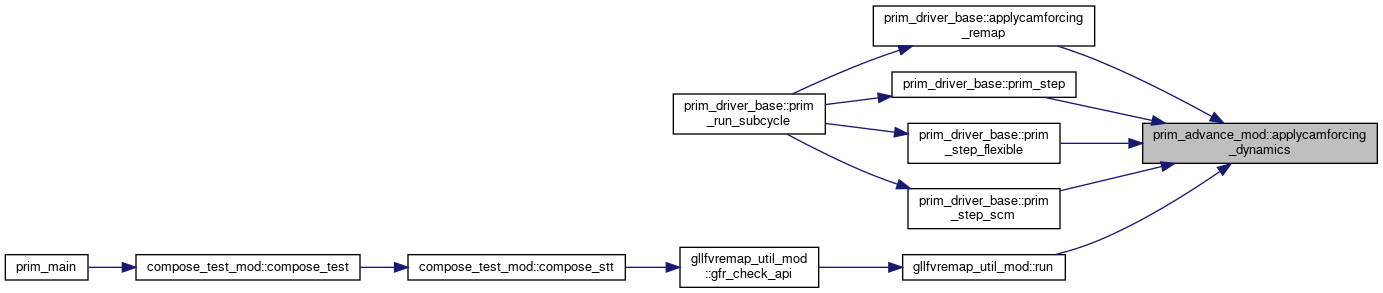 prim_driver_base::applycamforcing
_remap
prim_driver_base::prim_step
prim_driver_base::prim
_run_subcycle
prim_driver_base::prim
_step_flexible
prim_advance_mod::applycamforcing
_dynamics
prim_driver_base::prim
_step_scm
prim_main
compose_test_mod::compose_test
compose_test_mod::compose_stt
gllfvremap_util_mod
::gfr_check_api
gllfvremap_util_mod::run